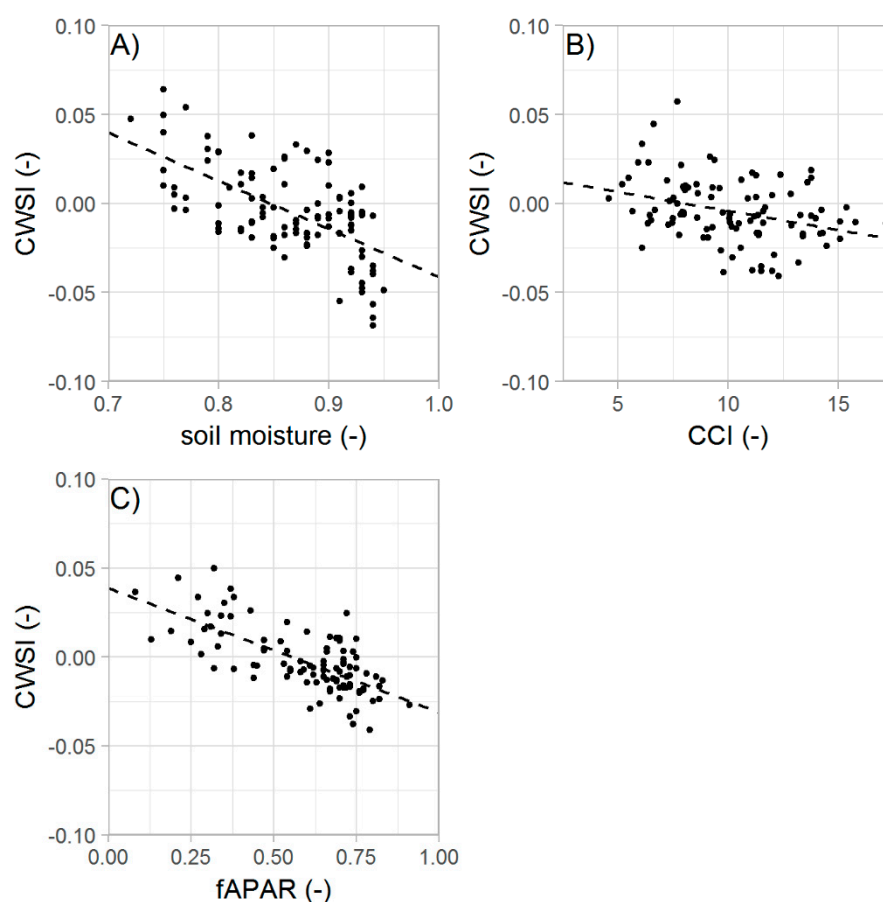 A)
CWSI (-)
0.10
0.05
0.00
-0.05
-0.10
0.7 0.8 0.9 1.0
soil moisture (-)
B)
CWSI (-)
0.10
0.05
0.00
-0.05
-0.10
5 10 15
CCI (-)
C)
CWSI (-)
0.10
0.05
0.00
-0.05
-0.10
0.00 0.25 0.50 0.75 1.00
fAPAR (-)